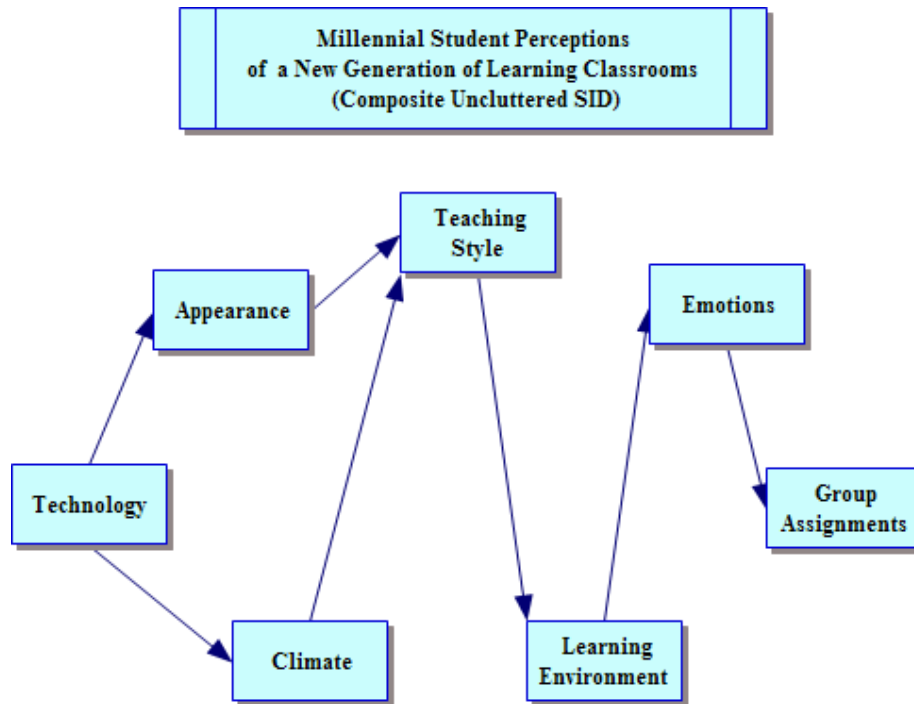 Millennial Student Perceptions
of a New Generation of Learning Classrooms
(Composite Uncluttered SID)
Teaching
Style
Appearance
Emotions
Technology
Group
Assignments
Climate
Learning
Environment